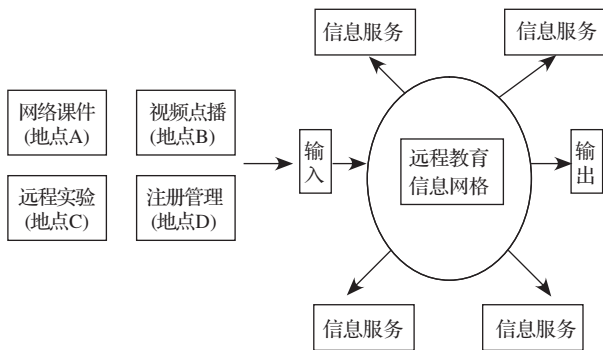 信息服务
信息服务
网络课件
(地点A)
视频点播
(地点B)
远程实验
(地点C)
注册管理
(地点D)
输
入
远程教育
信息网格
输
出
信息服务
信息服务